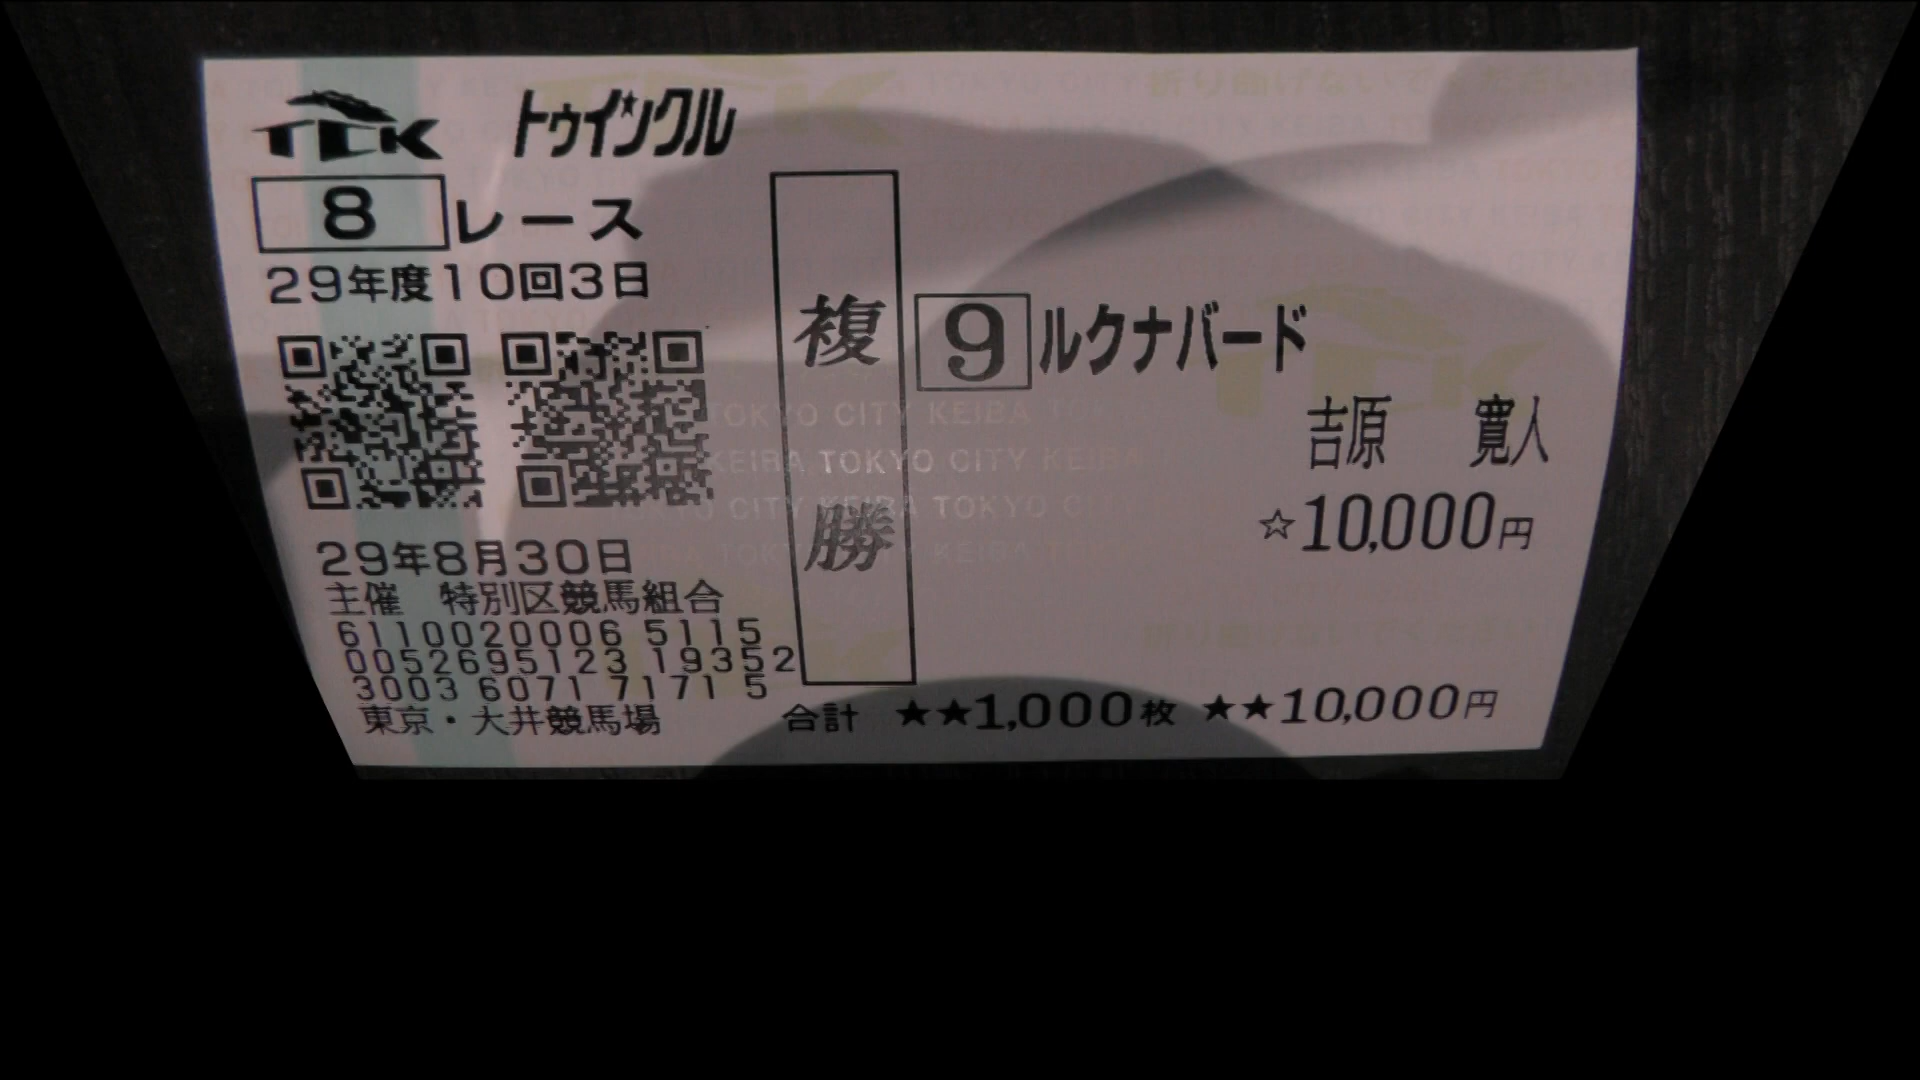 TCK トゥインクル
8 レース
29年度10回3日
複勝
9 ルクナバード
吉原 寛人
☆10,000円
29年8月30日
主催 特別区競馬組合
6110020006 5115
0052695123 19352
3003 6071 7171 5
東京・大井競馬場
合計 ★★1,000枚 ★★10,000円
TOKYO CITY KEIBA
KEIBA TOKYO CITY KEIBA
TOKYO CITY KEIBA TOKYO CITY